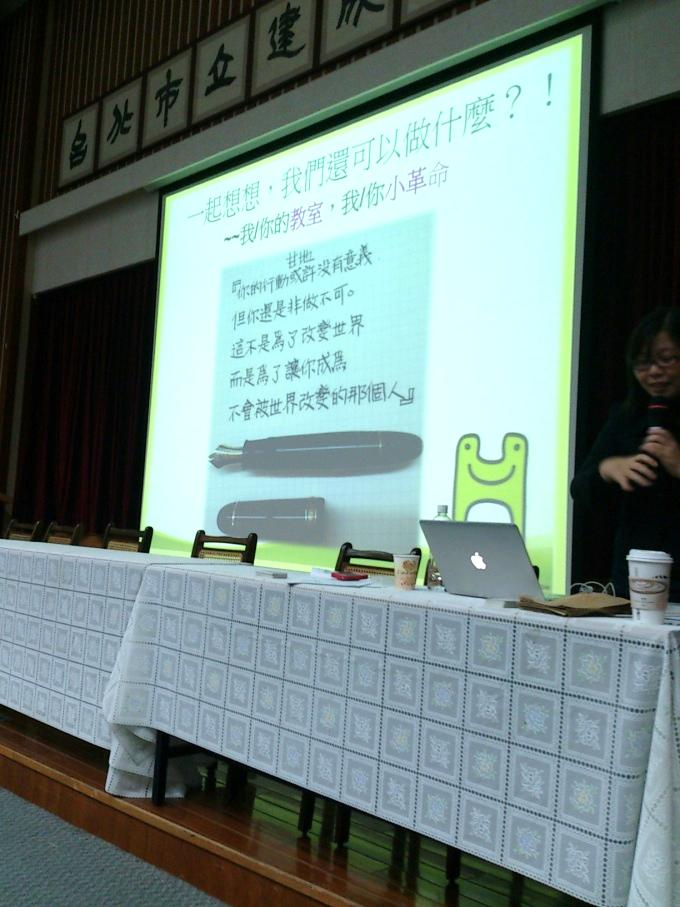 台北市立建成
一起想想，我們還可以做什麼？！
~~我/你的教室，我/你小革命
甘地
『你的行動或許没有意義
但你還是非做不可。
這不是為了改變世界
而是為了讓你成為
不會被世界改變的那個人』